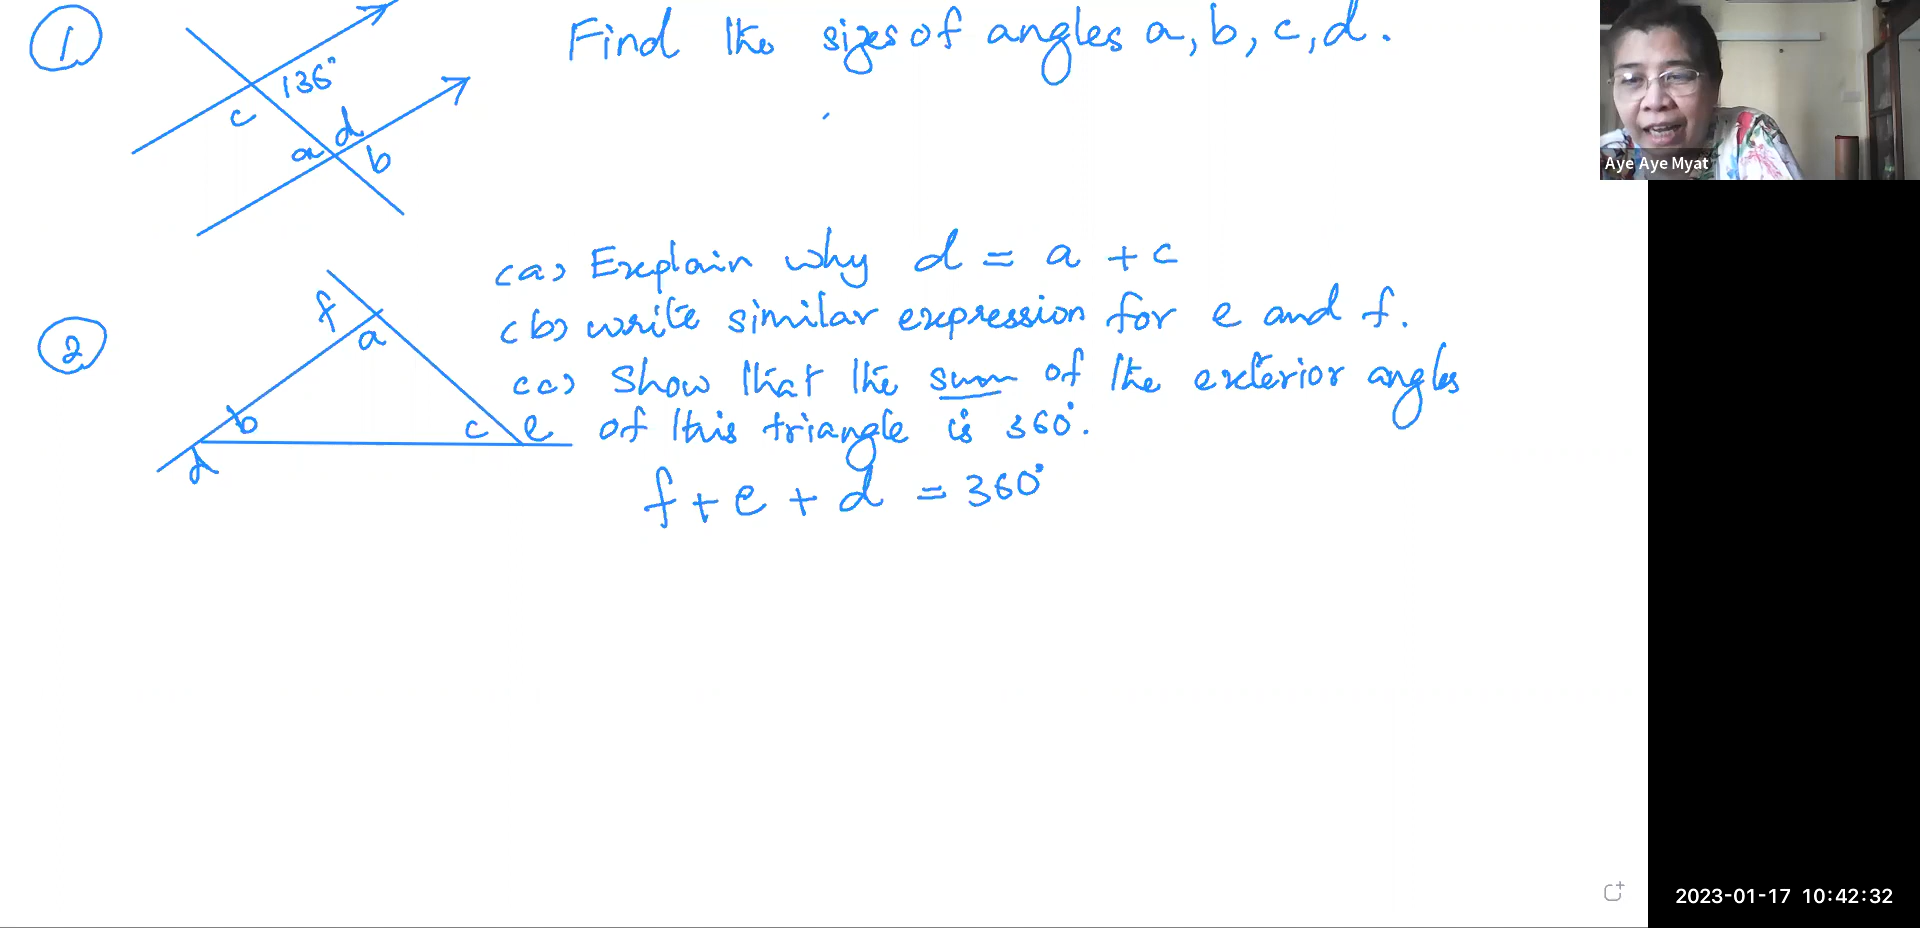 1
Find the sizes of angles a, b, c, d.
136°
c
d
a
b
Aye Aye Myat
2
f
a
b
c
e
d
(a) Explain why d = a + c
(b) write similar expression for e and f.
(c) Show that the sum of the exterior angles
of this triangle is 360°.
f + e + d = 360°
2023-01-17 10:42:32